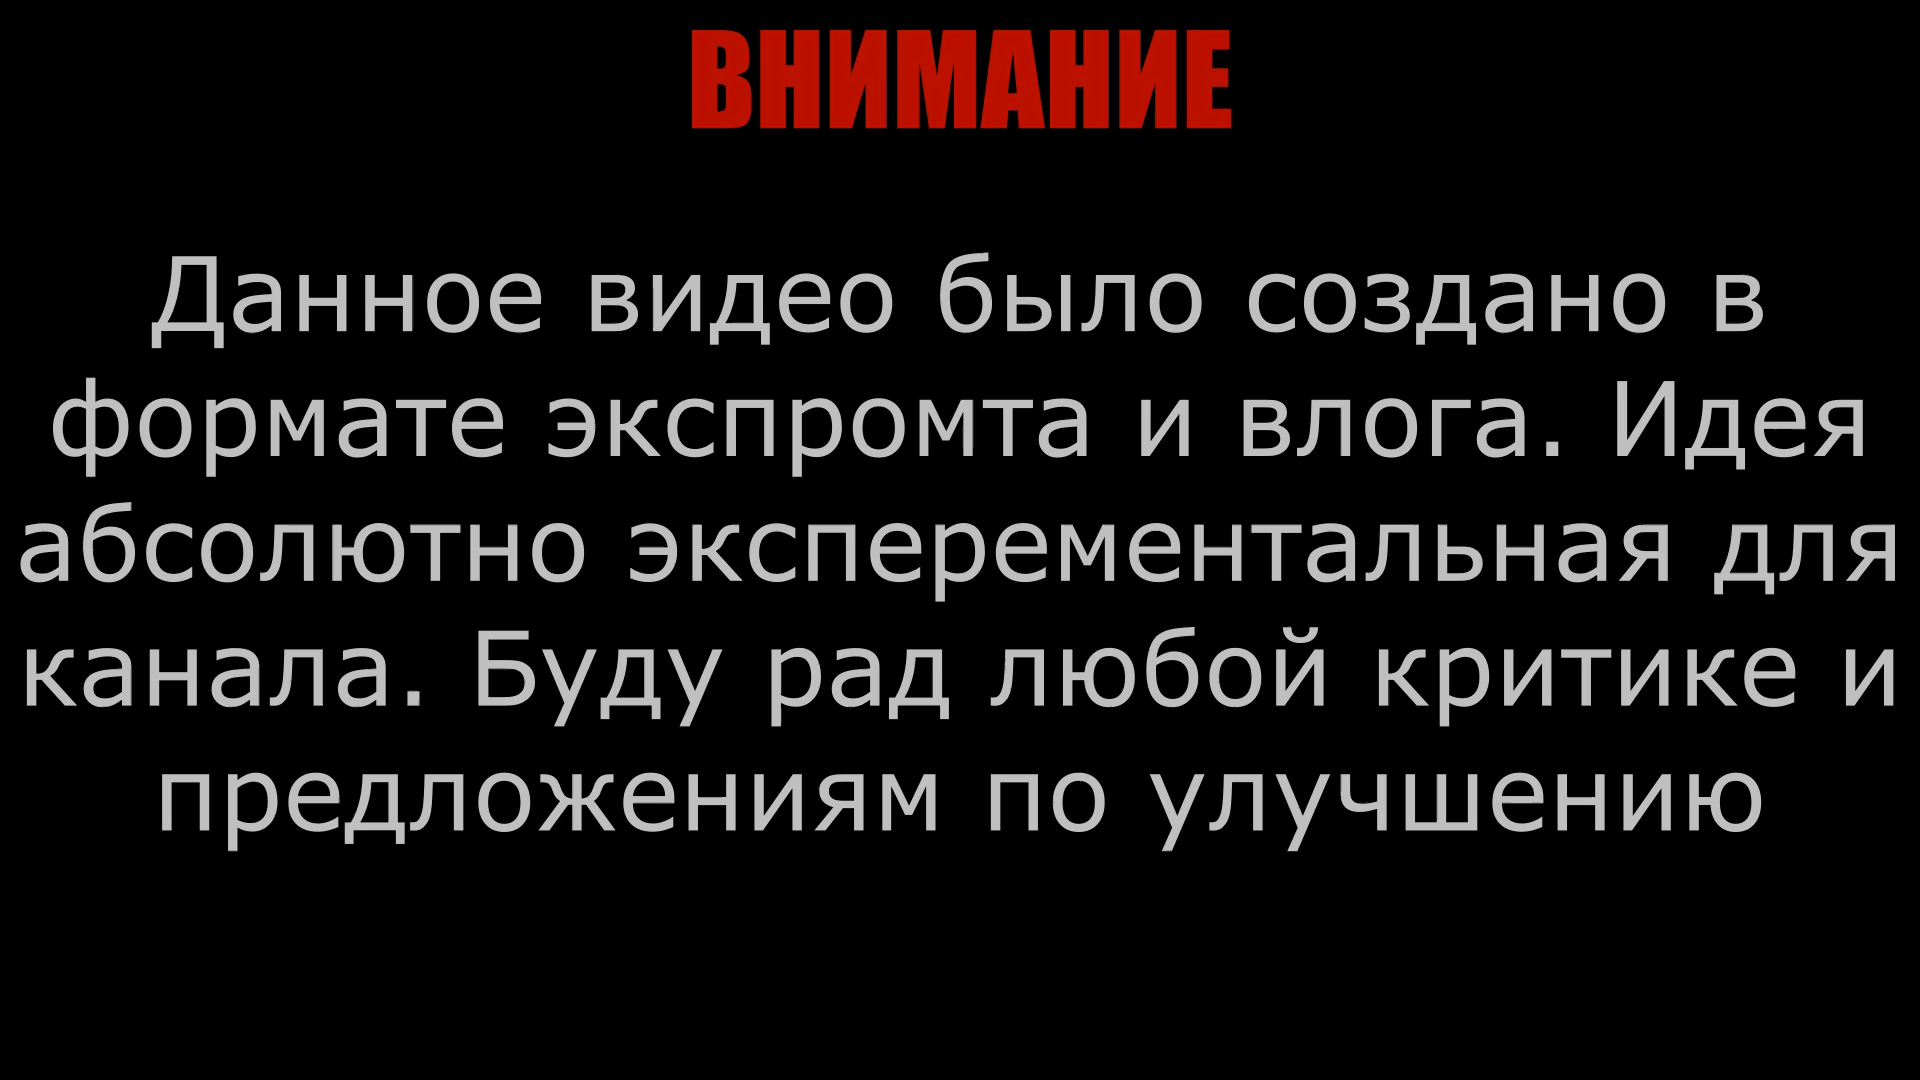 ВНИМАНИЕ
Данное видео было создано в
формате экспромта и влога. Идея
абсолютно эксперементальная для
канала. Буду рад любой критике и
предложениям по улучшению